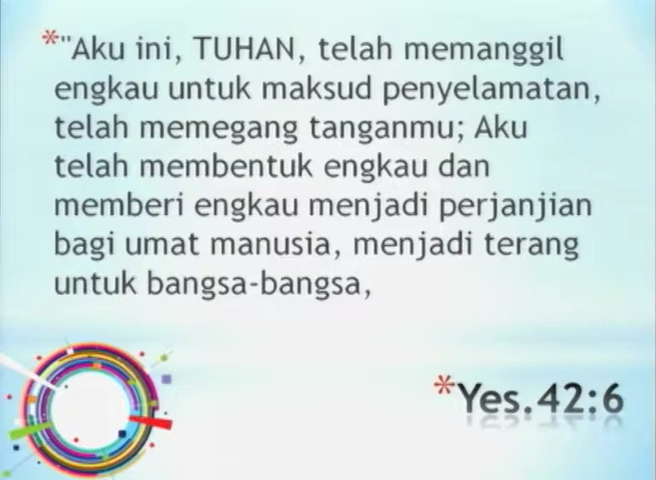 *"Aku ini, TUHAN, telah memanggil
engkau untuk maksud penyelamatan,
telah memegang tanganmu; Aku
telah membentuk engkau dan
memberi engkau menjadi perjanjian
bagi umat manusia, menjadi terang
untuk bangsa-bangsa,
*Yes.42:6